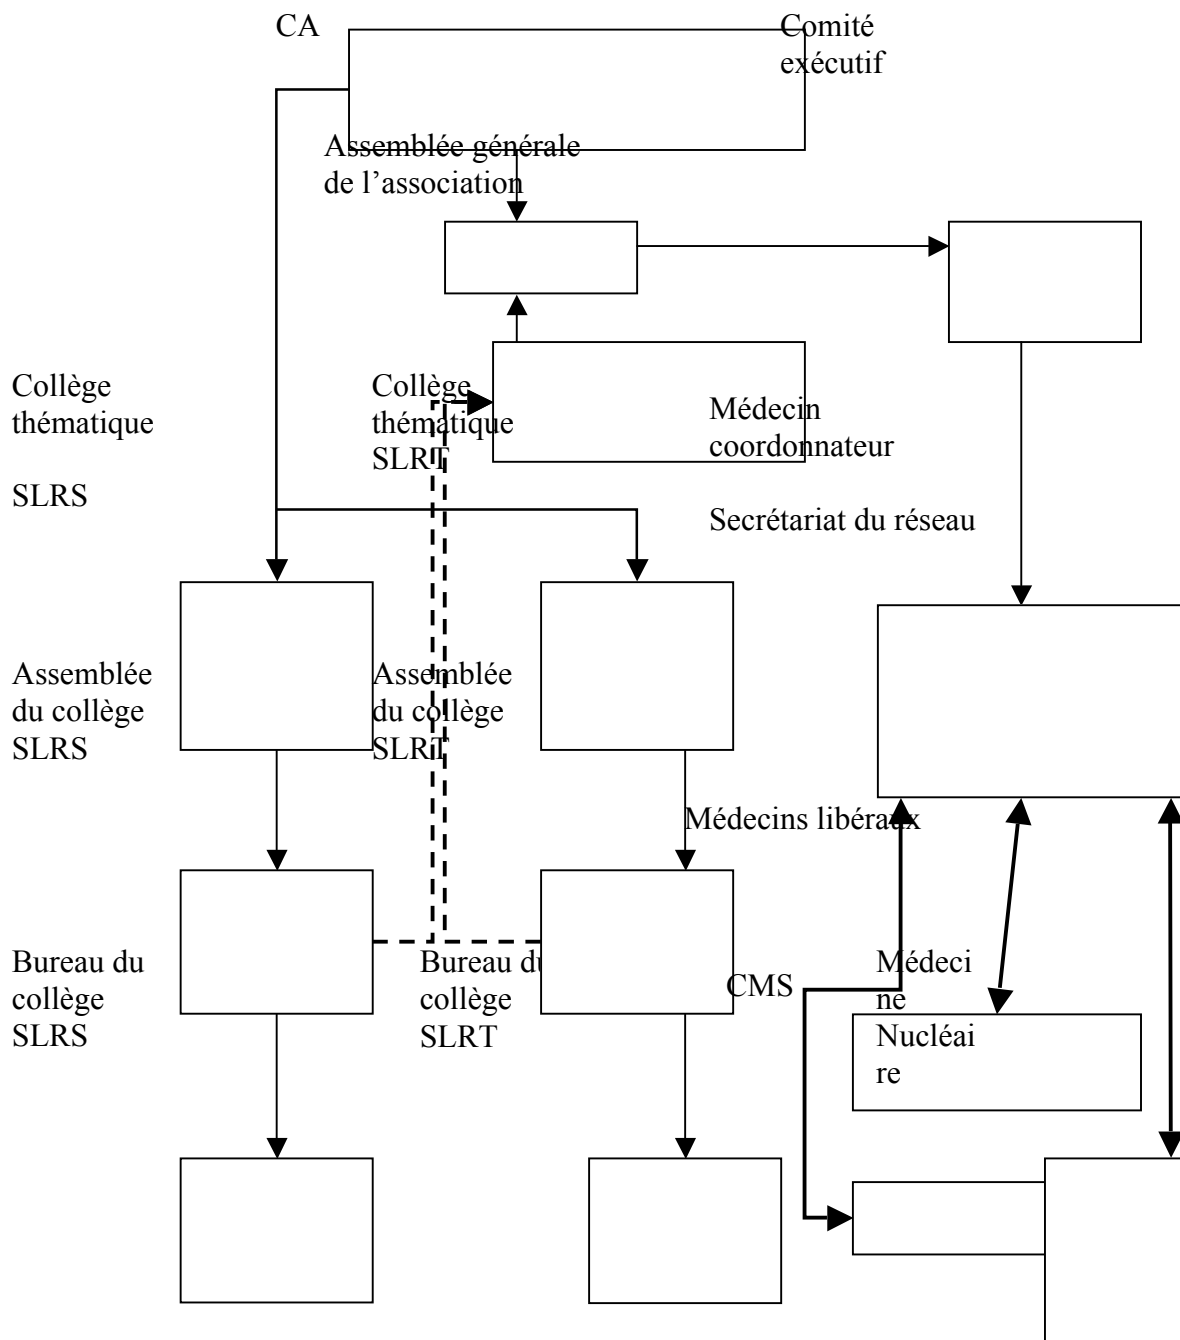 CA
Comité
exécutif
Assemblée générale
de l’association
Collège
thématique
SLRS
Collège
thématique
SLRT
Médecin
coordonnateur
Secrétariat du réseau
Assemblée
du collège
SLRS
Assemblée
du collège
SLRT
Médecins libéraux
Bureau du
collège
SLRS
Bureau du
collège
SLRT
CMS
Médeci
ne
Nucléai
re